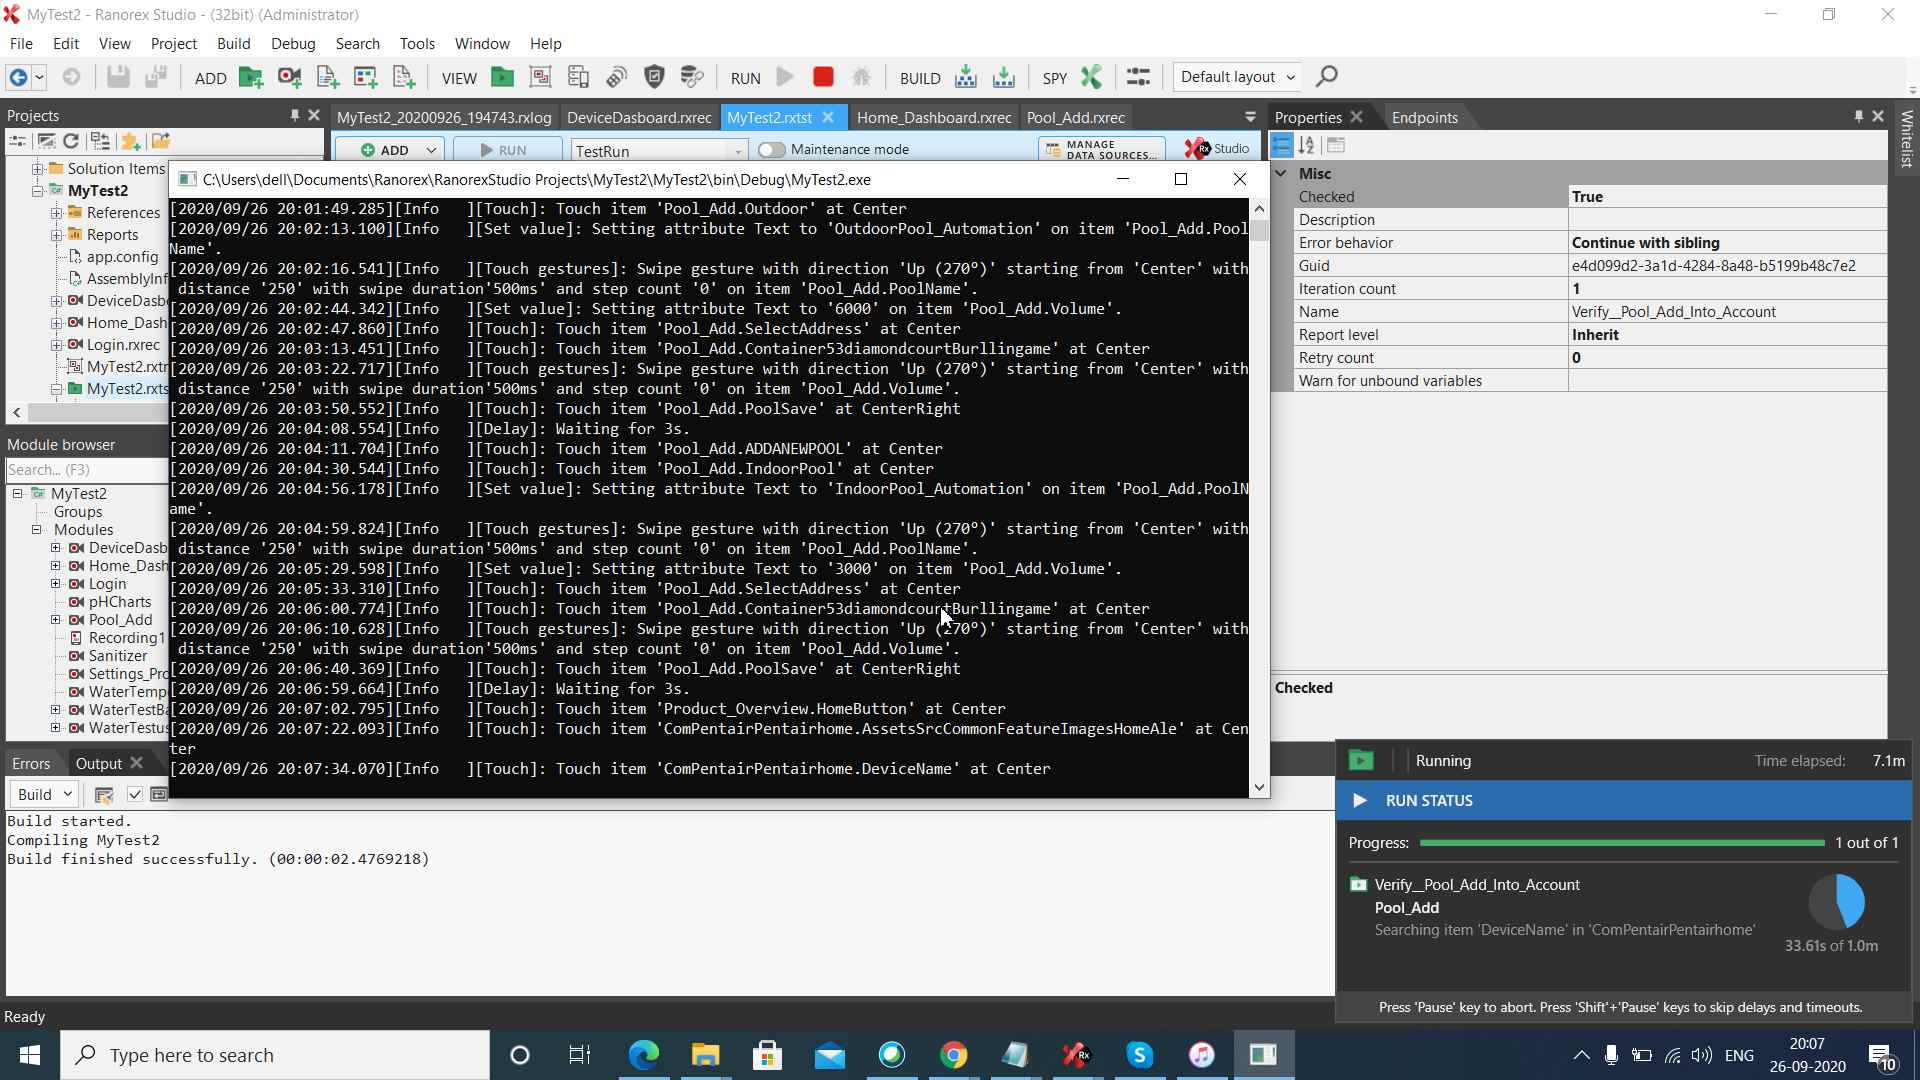 MyTest2 - Ranorex Studio - (32bit) (Administrator)
File Edit View Project Build Debug Search Tools Window Help
ADD VIEW RUN BUILD SPY Default layout
Projects
MyTest2_20200926_194743.rxlog DeviceDasboard.rxrec MyTest2.rxtst Home_Dashboard.rxrec Pool_Add.rxrec
Properties Endpoints
Whitelist
ADD RUN TestRun Maintenance mode MANAGE DATA SOURCES... Rx Studio
Solution Items
MyTest2
References
Reports
app.config
AssemblyInf
DeviceDasb
Home_Dash
Login.rxrec
MyTest2.rxtr
MyTest2.rxts
Module browser
Search... (F3)
MyTest2
Groups
Modules
DeviceDasb
Home_Dash
Login
pHCharts
Pool_Add
Recording1
Sanitizer
Settings_Pro
WaterTemp
WaterTestBa
WaterTestus
C:\Users\dell\Documents\Ranorex\RanorexStudio Projects\MyTest2\MyTest2\bin\Debug\MyTest2.exe
[2020/09/26 20:01:49.285][Info   ][Touch]: Touch item 'Pool_Add.Outdoor' at Center
[2020/09/26 20:02:13.100][Info   ][Set value]: Setting attribute Text to 'OutdoorPool_Automation' on item 'Pool_Add.Pool
Name'.
[2020/09/26 20:02:16.541][Info   ][Touch gestures]: Swipe gesture with direction 'Up (270°)' starting from 'Center' with
distance '250' with swipe duration'500ms' and step count '0' on item 'Pool_Add.PoolName'.
[2020/09/26 20:02:44.342][Info   ][Set value]: Setting attribute Text to '6000' on item 'Pool_Add.Volume'.
[2020/09/26 20:02:47.860][Info   ][Touch]: Touch item 'Pool_Add.SelectAddress' at Center
[2020/09/26 20:03:13.451][Info   ][Touch]: Touch item 'Pool_Add.Container53diamondcourtBurllingame' at Center
[2020/09/26 20:03:22.717][Info   ][Touch gestures]: Swipe gesture with direction 'Up (270°)' starting from 'Center' with
distance '250' with swipe duration'500ms' and step count '0' on item 'Pool_Add.Volume'.
[2020/09/26 20:03:50.552][Info   ][Touch]: Touch item 'Pool_Add.PoolSave' at CenterRight
[2020/09/26 20:04:08.554][Info   ][Delay]: Waiting for 3s.
[2020/09/26 20:04:11.704][Info   ][Touch]: Touch item 'Pool_Add.ADDANEWPOOL' at Center
[2020/09/26 20:04:30.544][Info   ][Touch]: Touch item 'Pool_Add.IndoorPool' at Center
[2020/09/26 20:04:56.178][Info   ][Set value]: Setting attribute Text to 'IndoorPool_Automation' on item 'Pool_Add.PoolN
ame'.
[2020/09/26 20:04:59.824][Info   ][Touch gestures]: Swipe gesture with direction 'Up (270°)' starting from 'Center' with
distance '250' with swipe duration'500ms' and step count '0' on item 'Pool_Add.PoolName'.
[2020/09/26 20:05:29.598][Info   ][Set value]: Setting attribute Text to '3000' on item 'Pool_Add.Volume'.
[2020/09/26 20:05:33.310][Info   ][Touch]: Touch item 'Pool_Add.SelectAddress' at Center
[2020/09/26 20:06:00.774][Info   ][Touch]: Touch item 'Pool_Add.Container53diamondcourtBurllingame' at Center
[2020/09/26 20:06:10.628][Info   ][Touch gestures]: Swipe gesture with direction 'Up (270°)' starting from 'Center' with
distance '250' with swipe duration'500ms' and step count '0' on item 'Pool_Add.Volume'.
[2020/09/26 20:06:40.369][Info   ][Touch]: Touch item 'Pool_Add.PoolSave' at CenterRight
[2020/09/26 20:06:59.664][Info   ][Delay]: Waiting for 3s.
[2020/09/26 20:07:02.795][Info   ][Touch]: Touch item 'Product_Overview.HomeButton' at Center
[2020/09/26 20:07:22.093][Info   ][Touch]: Touch item 'ComPentairPentairhome.AssetsSrcCommonFeatureImagesHomeAle' at Cen
ter
[2020/09/26 20:07:34.070][Info   ][Touch]: Touch item 'ComPentairPentairhome.DeviceName' at Center
Misc
Checked True
Description
Error behavior Continue with sibling
Guid e4d099d2-3a1d-4284-8a48-b5199b48c7e2
Iteration count 1
Name Verify__Pool_Add_Into_Account
Report level Inherit
Retry count 0
Warn for unbound variables
Checked
Errors Output
Build
Build started.
Compiling MyTest2
Build finished successfully. (00:00:02.4769218)
Running Time elapsed: 7.1m
RUN STATUS
Progress: 1 out of 1
Verify__Pool_Add_Into_Account
Pool_Add
Searching item 'DeviceName' in 'ComPentairPentairhome'
33.61s of 1.0m
Press 'Pause' key to abort. Press 'Shift'+'Pause' keys to skip delays and timeouts.
Ready
Type here to search
ENG
20:07
26-09-2020
10